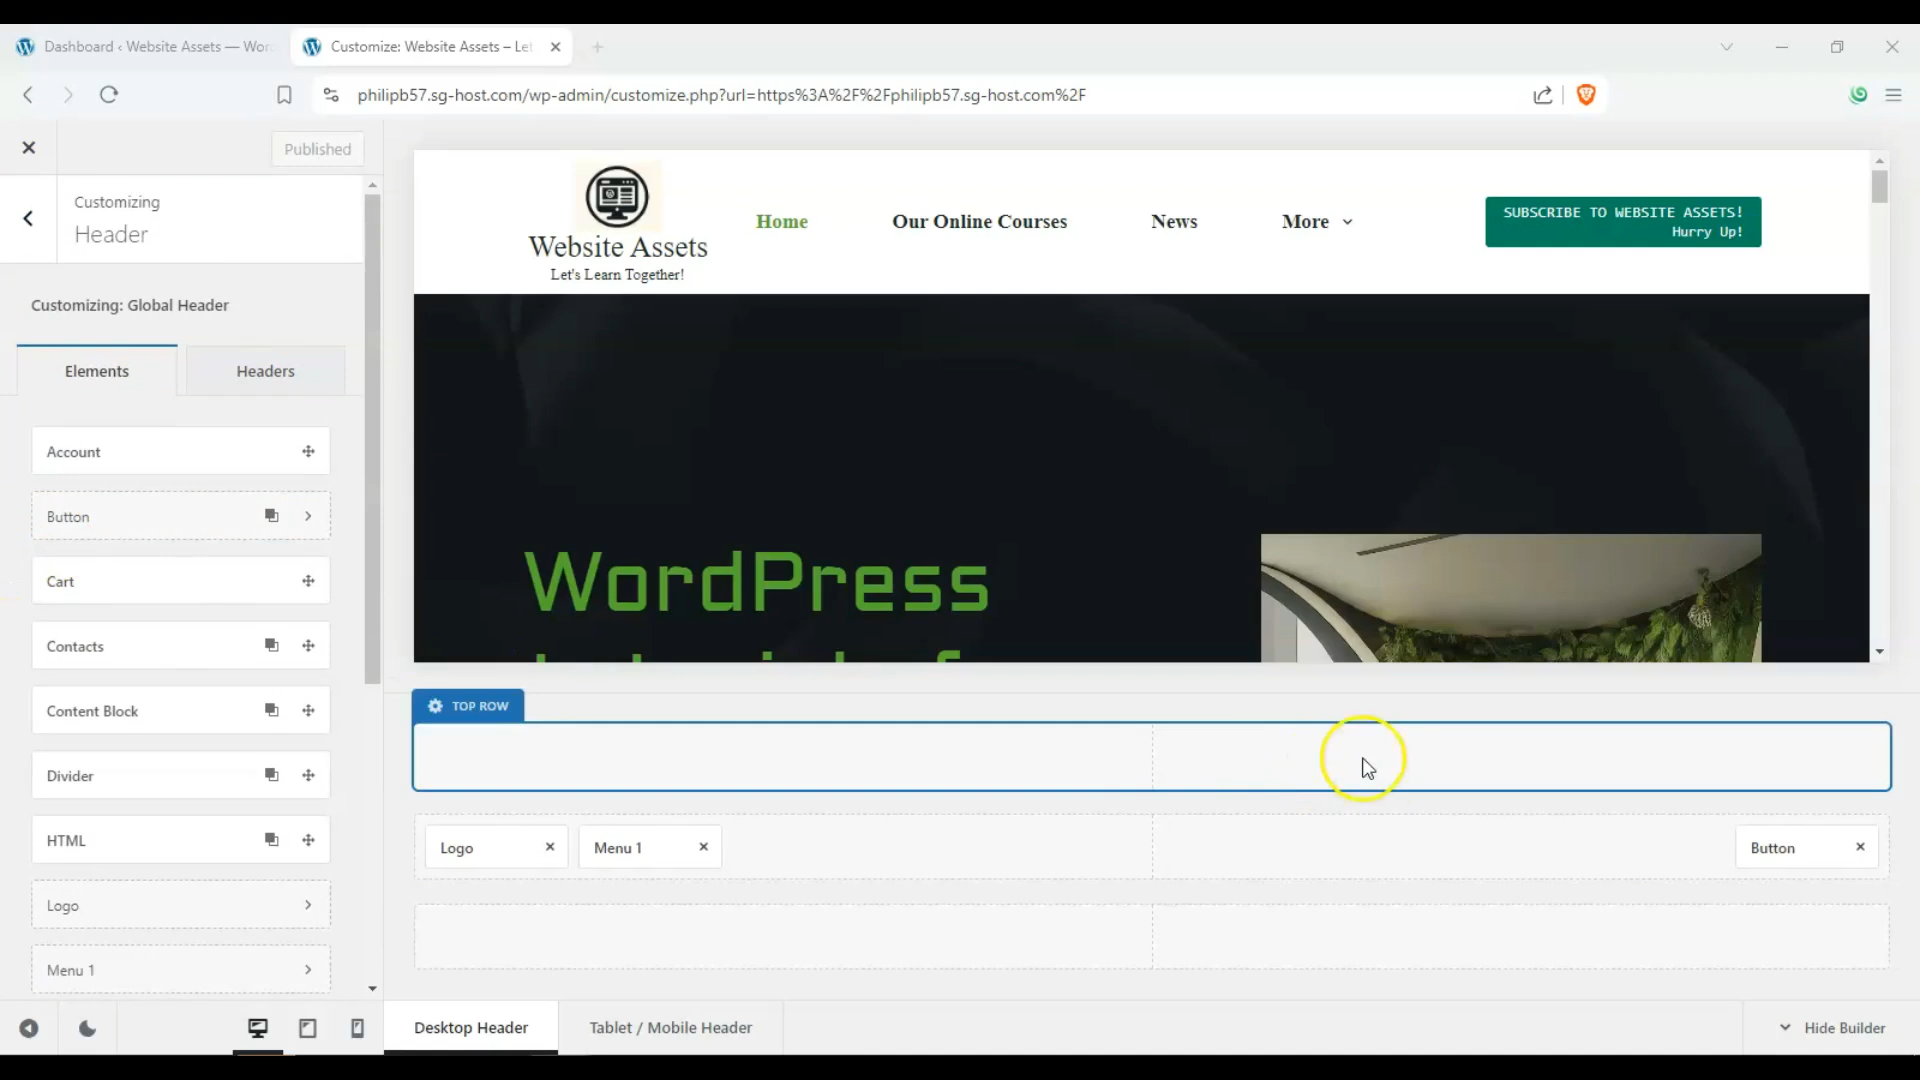 Dashboard ‹ Website Assets — Wor
Customize: Website Assets – Let
philipb57.sg-host.com/wp-admin/customize.php?url=https%3A%2F%2Fphilipb57.sg-host.com%2F
Published
Customizing
Header
Customizing: Global Header
Elements
Headers
Account
Button
Cart
Contacts
Content Block
Divider
HTML
Logo
Menu 1
Website Assets
Let's Learn Together!
Home
Our Online Courses
News
More
SUBSCRIBE TO WEBSITE ASSETS!
Hurry Up!
WordPress
TOP ROW
Logo
Menu 1
Button
Desktop Header
Tablet / Mobile Header
Hide Builder